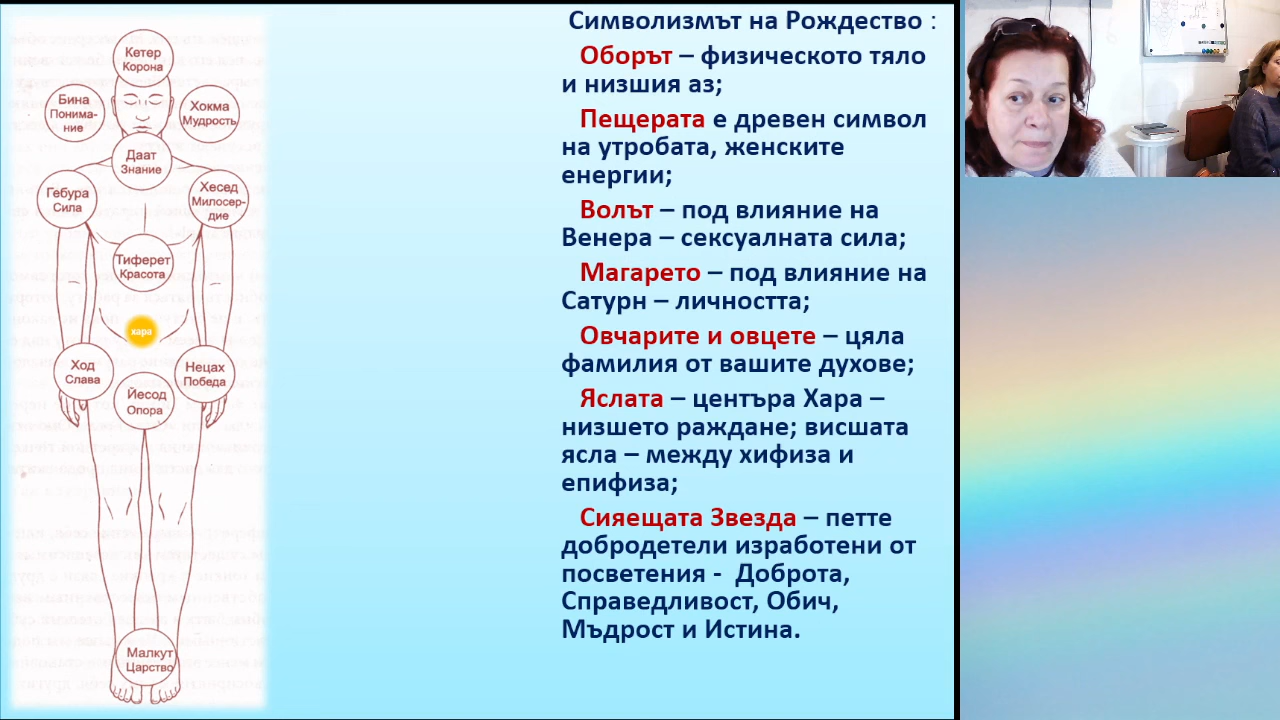 Кетер
Корона
Бина
Понима-
ние
Хокма
Мудрость
Даат
Знание
Гебура
Сила
Хесед
Милосер-
дие
Тиферет
Красота
хара
Ход
Слава
Нецах
Победа
Йесод
Опора
Малкут
Царство
Символизмът на Рождество :
Оборът – физическото тяло
и низшия аз;
Пещерата е древен символ
на утробата, женските
енергии;
Волът – под влияние на
Венера – сексуалната сила;
Магарето – под влияние на
Сатурн – личността;
Овчарите и овцете – цяла
фамилия от вашите духове;
Яслата – центъра Хара –
низшето раждане; висшата
ясла – между хифиза и
епифиза;
Сияещата Звезда – петте
добродетели изработени от
посветения - Доброта,
Справедливост, Обич,
Мъдрост и Истина.